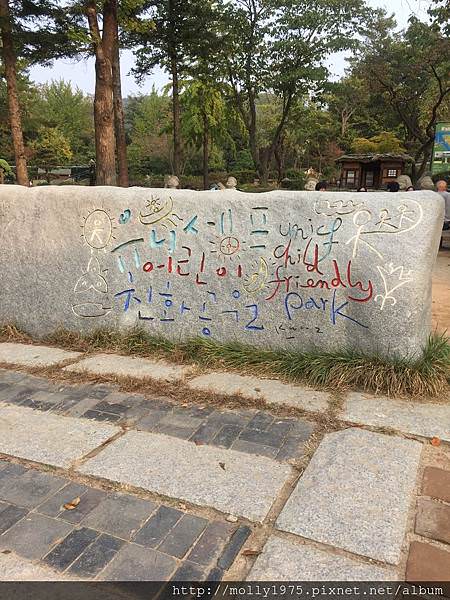 유니세프
어린이
친화공원
unicef
child
friendly
Park
http://molly1975.pixnet.net/album